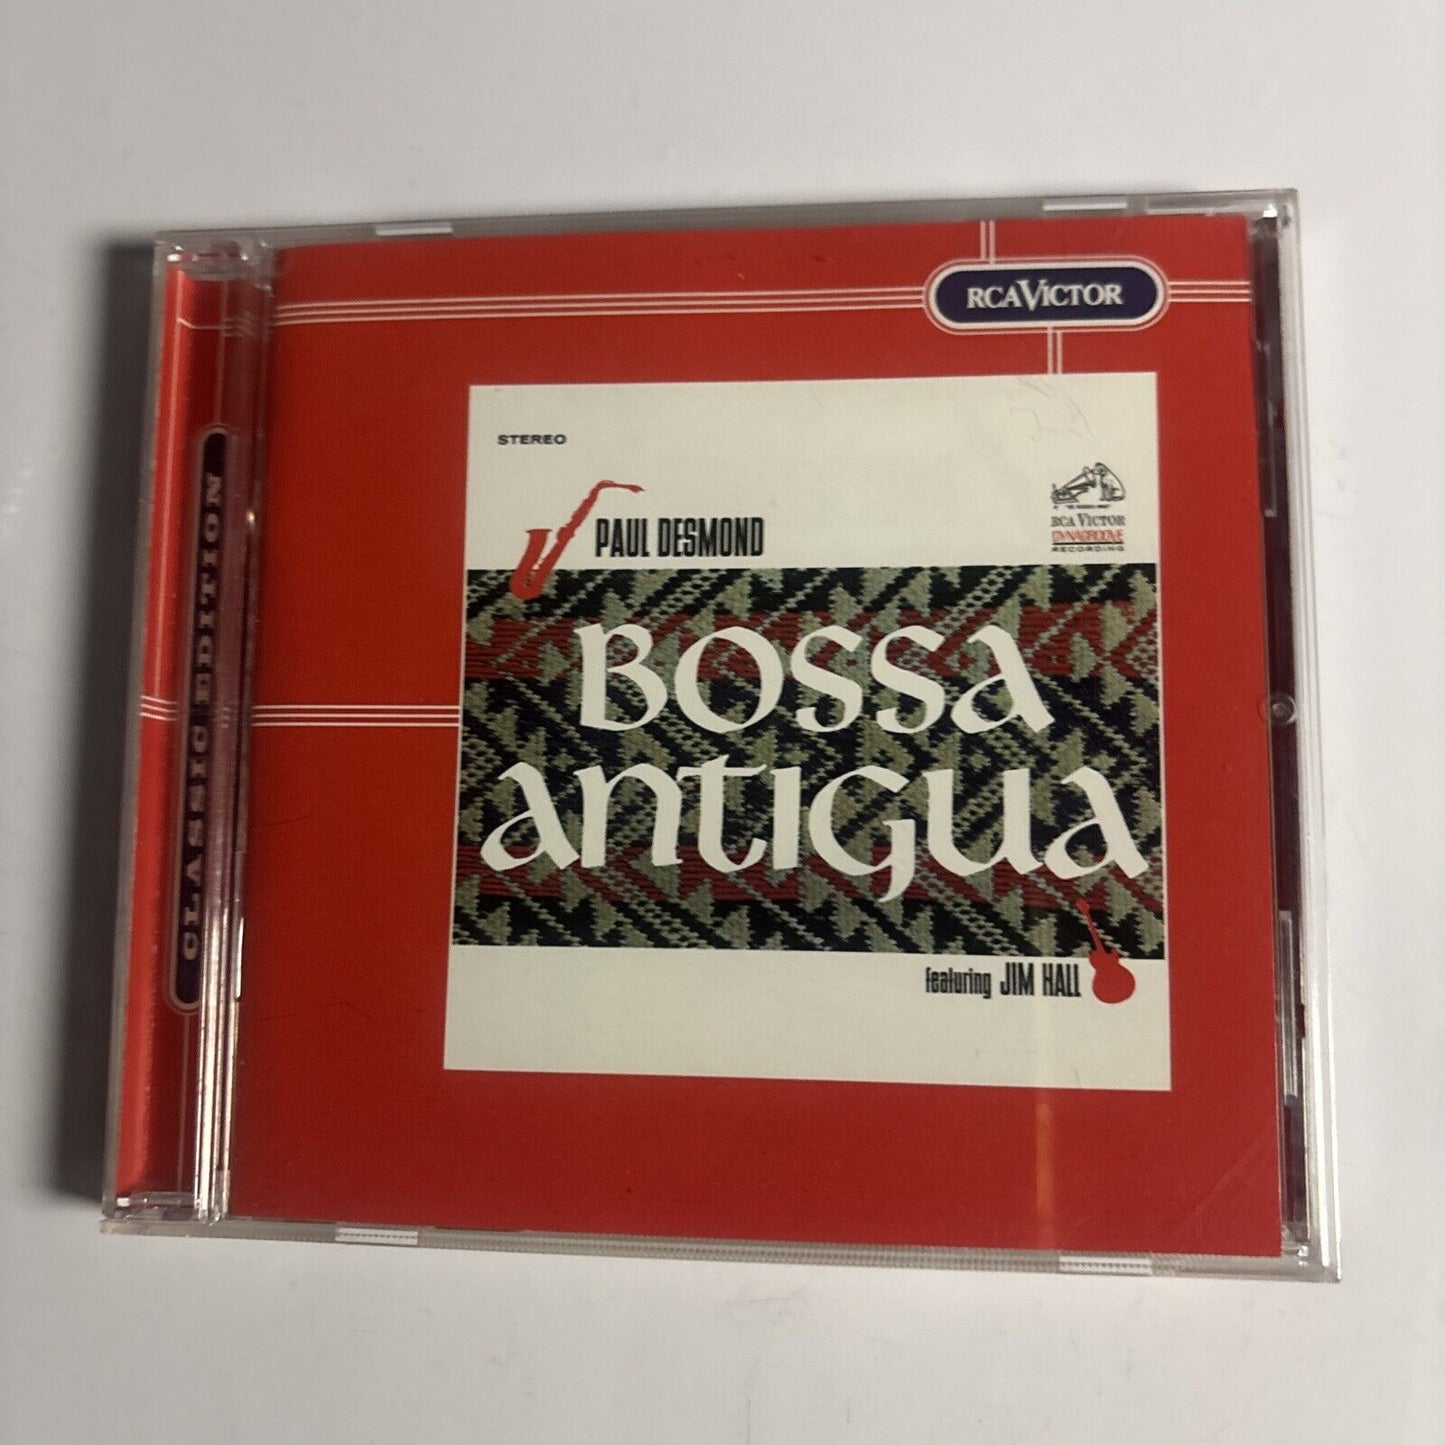 CLASSIC EDITION
RCA VICTOR
STEREO
PAUL DESMOND
RCA VICTOR
DYNAGROOVE
RECORDING
BOSSA
ANTIGUA
featuring JIM HALL